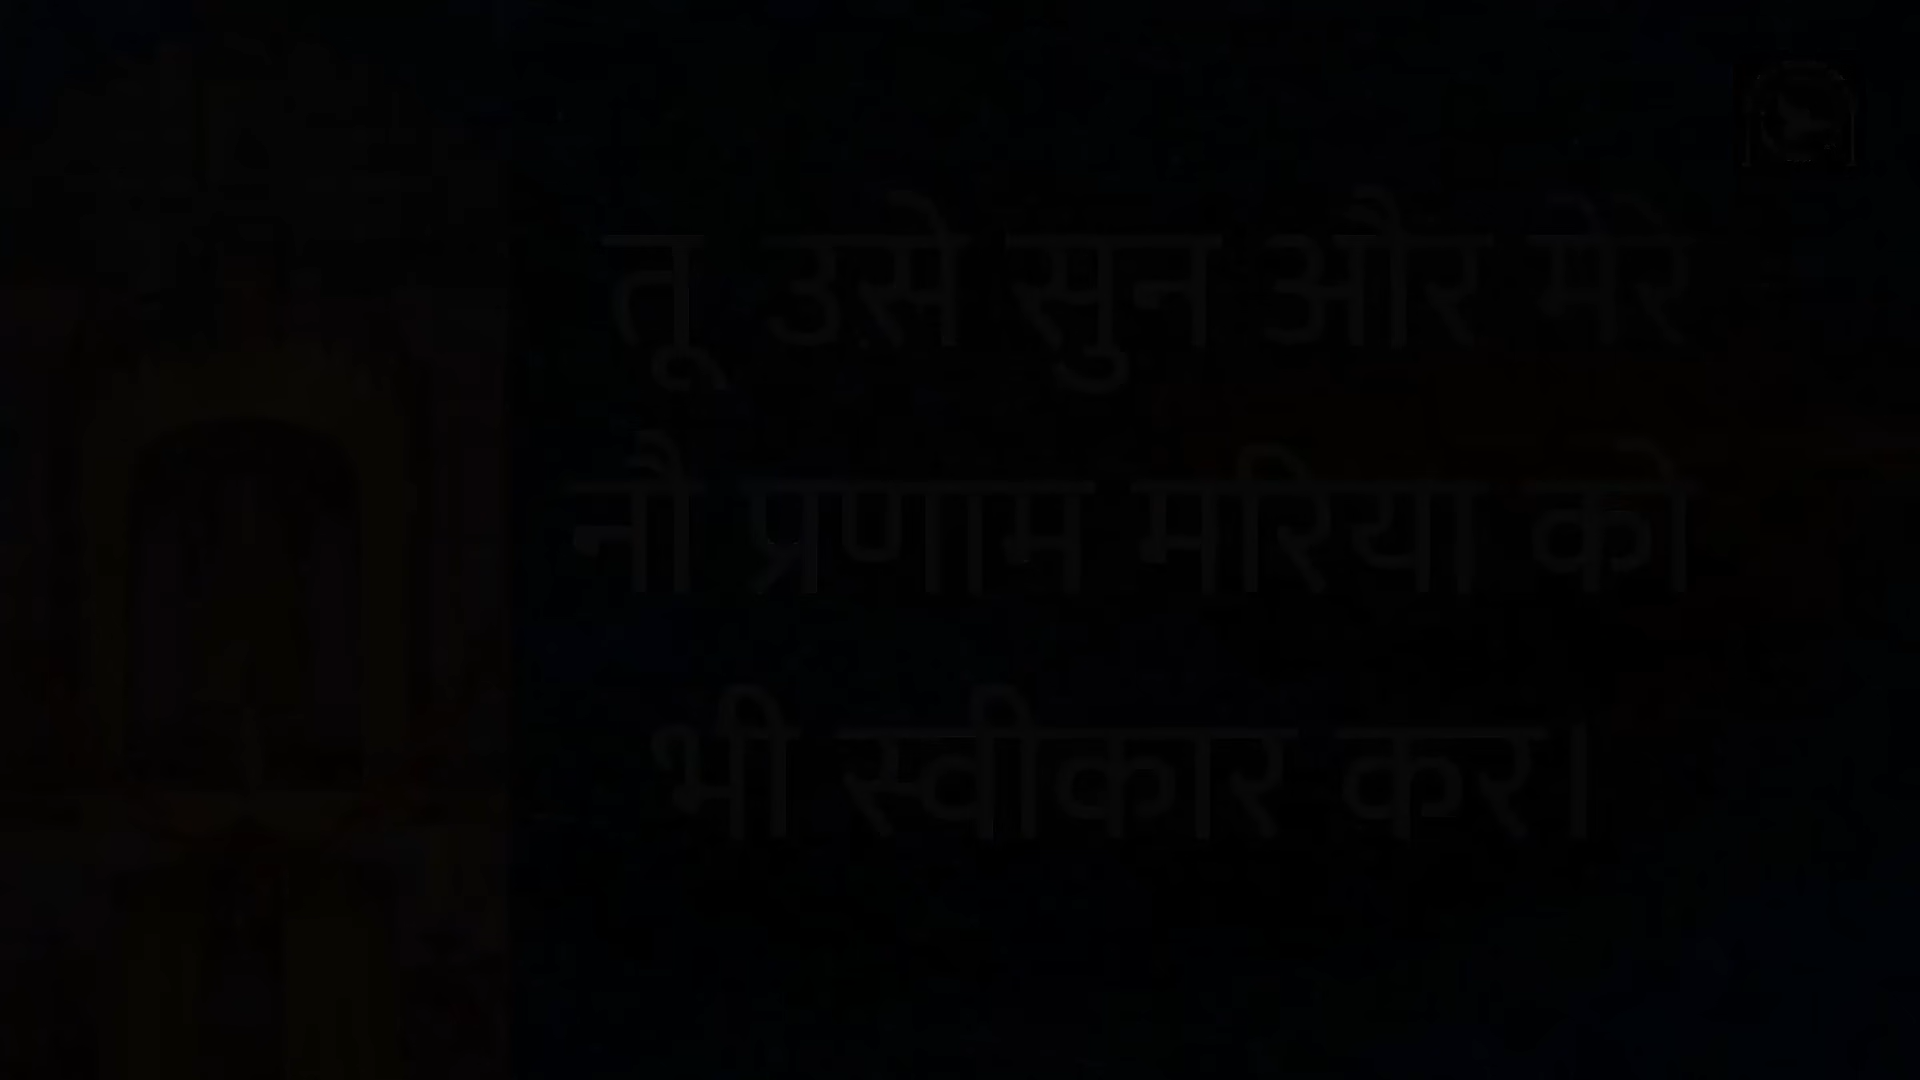 तू उसे सुन और मेरे
नौ प्रणाम मरिया को
भी स्वीकार कर।